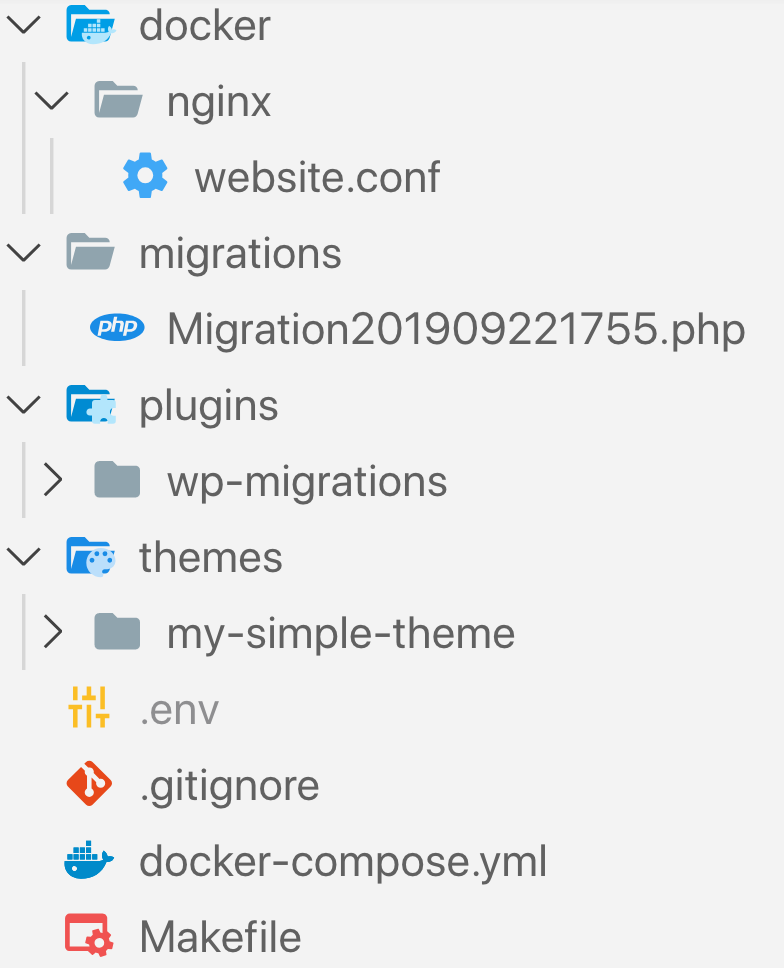 docker
nginx
website.conf
migrations
php Migration201909221755.php
plugins
wp-migrations
themes
my-simple-theme
.env
.gitignore
docker-compose.yml
Makefile